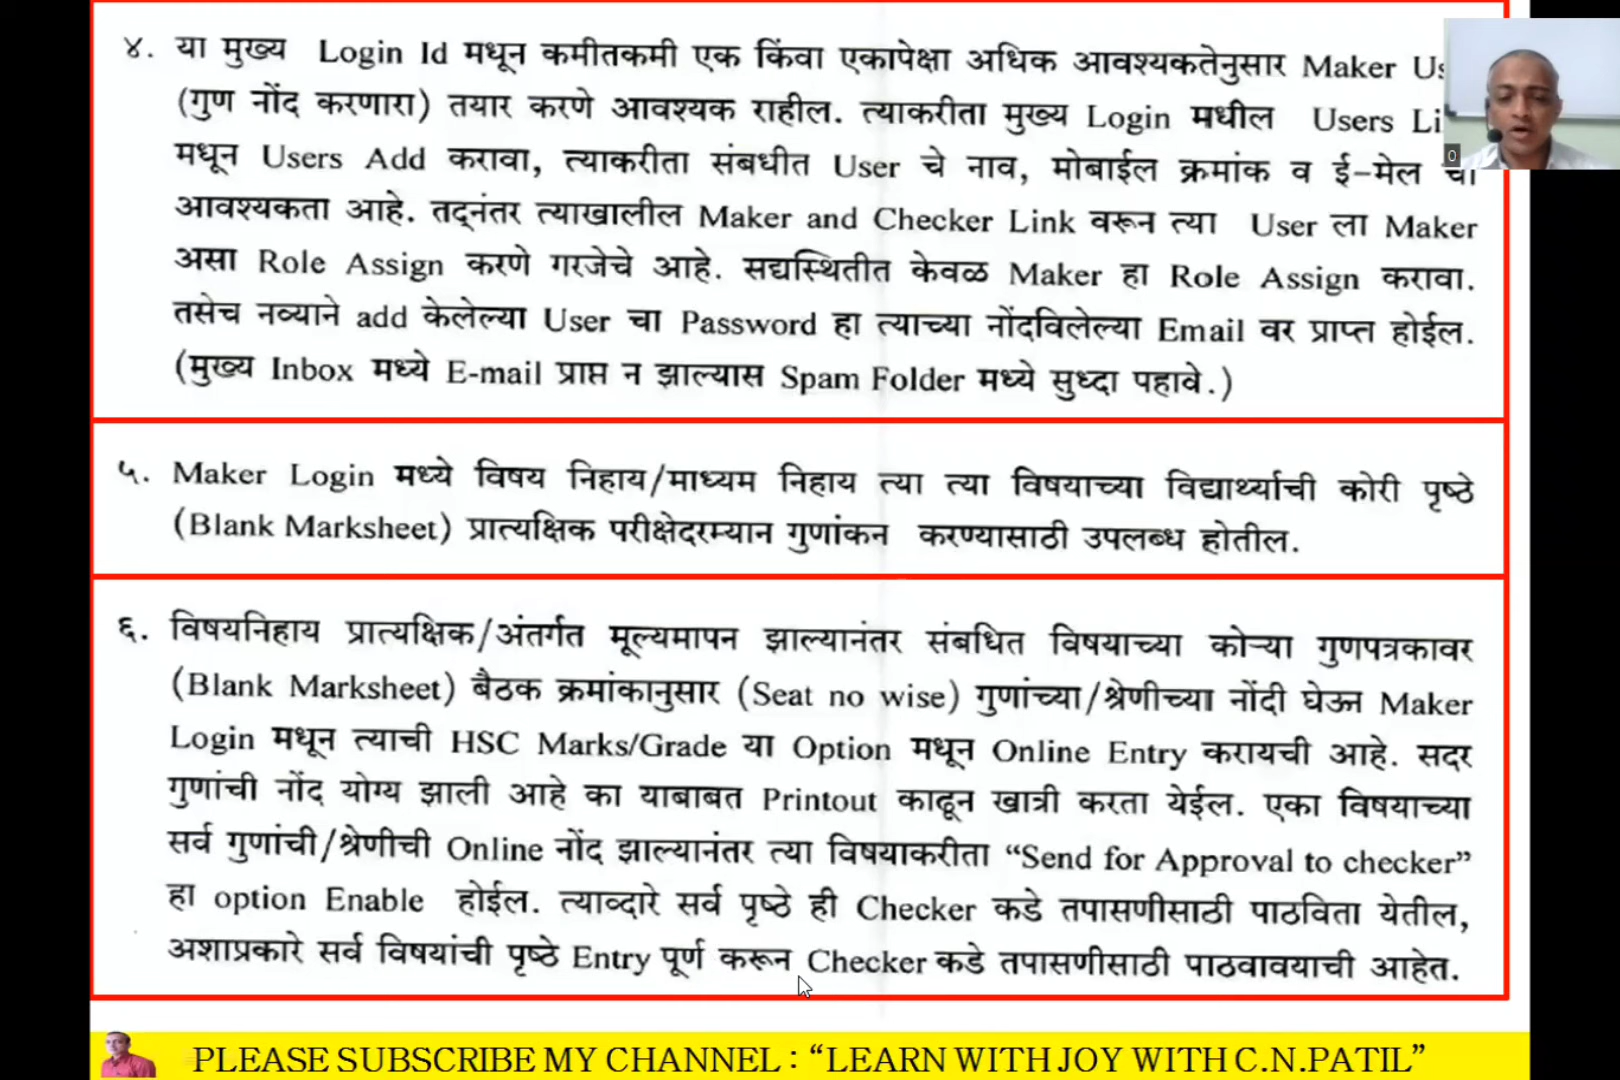 ४. या मुख्य Login Id मधून कमीतकमी एक किंवा एकापेक्षा अधिक आवश्यकतेनुसार Maker
(गुण नोंद करणारा) तयार करणे आवश्यक राहील. त्याकरीता मुख्य Login मधील Users
मधून Users Add करावा, त्याकरीता संबधीत User चे नाव, मोबाईल क्रमांक व ई-मेल ची
आवश्यकता आहे. तद्नंतर त्याखालील Maker and Checker Link वरून त्या User ला Maker
असा Role Assign करणे गरजेचे आहे. सद्यस्थितीत केवळ Maker हा Role Assign करावा.
तसेच नव्याने add केलेल्या User चा Password हा त्याच्या नोंदविलेल्या Email वर प्राप्त होईल.
(मुख्य Inbox मध्ये E-mail प्राप्त न झाल्यास Spam Folder मध्ये सुध्दा पहावे.)
५. Maker Login मध्ये विषय निहाय/माध्यम निहाय त्या त्या विषयाच्या विद्यार्थ्याची कोरी पृष्ठे
(Blank Marksheet) प्रात्यक्षिक परीक्षेदरम्यान गुणांकन करण्यासाठी उपलब्ध होतील.
६. विषयनिहाय प्रात्यक्षिक/अंतर्गत मूल्यमापन झाल्यानंतर संबधित विषयाच्या कोऱ्या गुणपत्रकावर
(Blank Marksheet) बैठक क्रमांकानुसार (Seat no wise) गुणांच्या/श्रेणीच्या नोंदी घेऊन Maker
Login मधून त्याची HSC Marks/Grade या Option मधून Online Entry करायची आहे. सदर
गुणांची नोंद योग्य झाली आहे का याबाबत Printout काढून खात्री करता येईल. एका विषयाच्या
सर्व गुणांची/श्रेणीची Online नोंद झाल्यानंतर त्या विषयाकरीता “Send for Approval to checker”
हा option Enable होईल. त्याव्दारे सर्व पृष्ठे ही Checker कडे तपासणीसाठी पाठविता येतील,
अशाप्रकारे सर्व विषयांची पृष्ठे Entry पूर्ण करून Checker कडे तपासणीसाठी पाठवावयाची आहेत.
PLEASE SUBSCRIBE MY CHANNEL : “LEARN WITH JOY WITH C.N.PATIL”